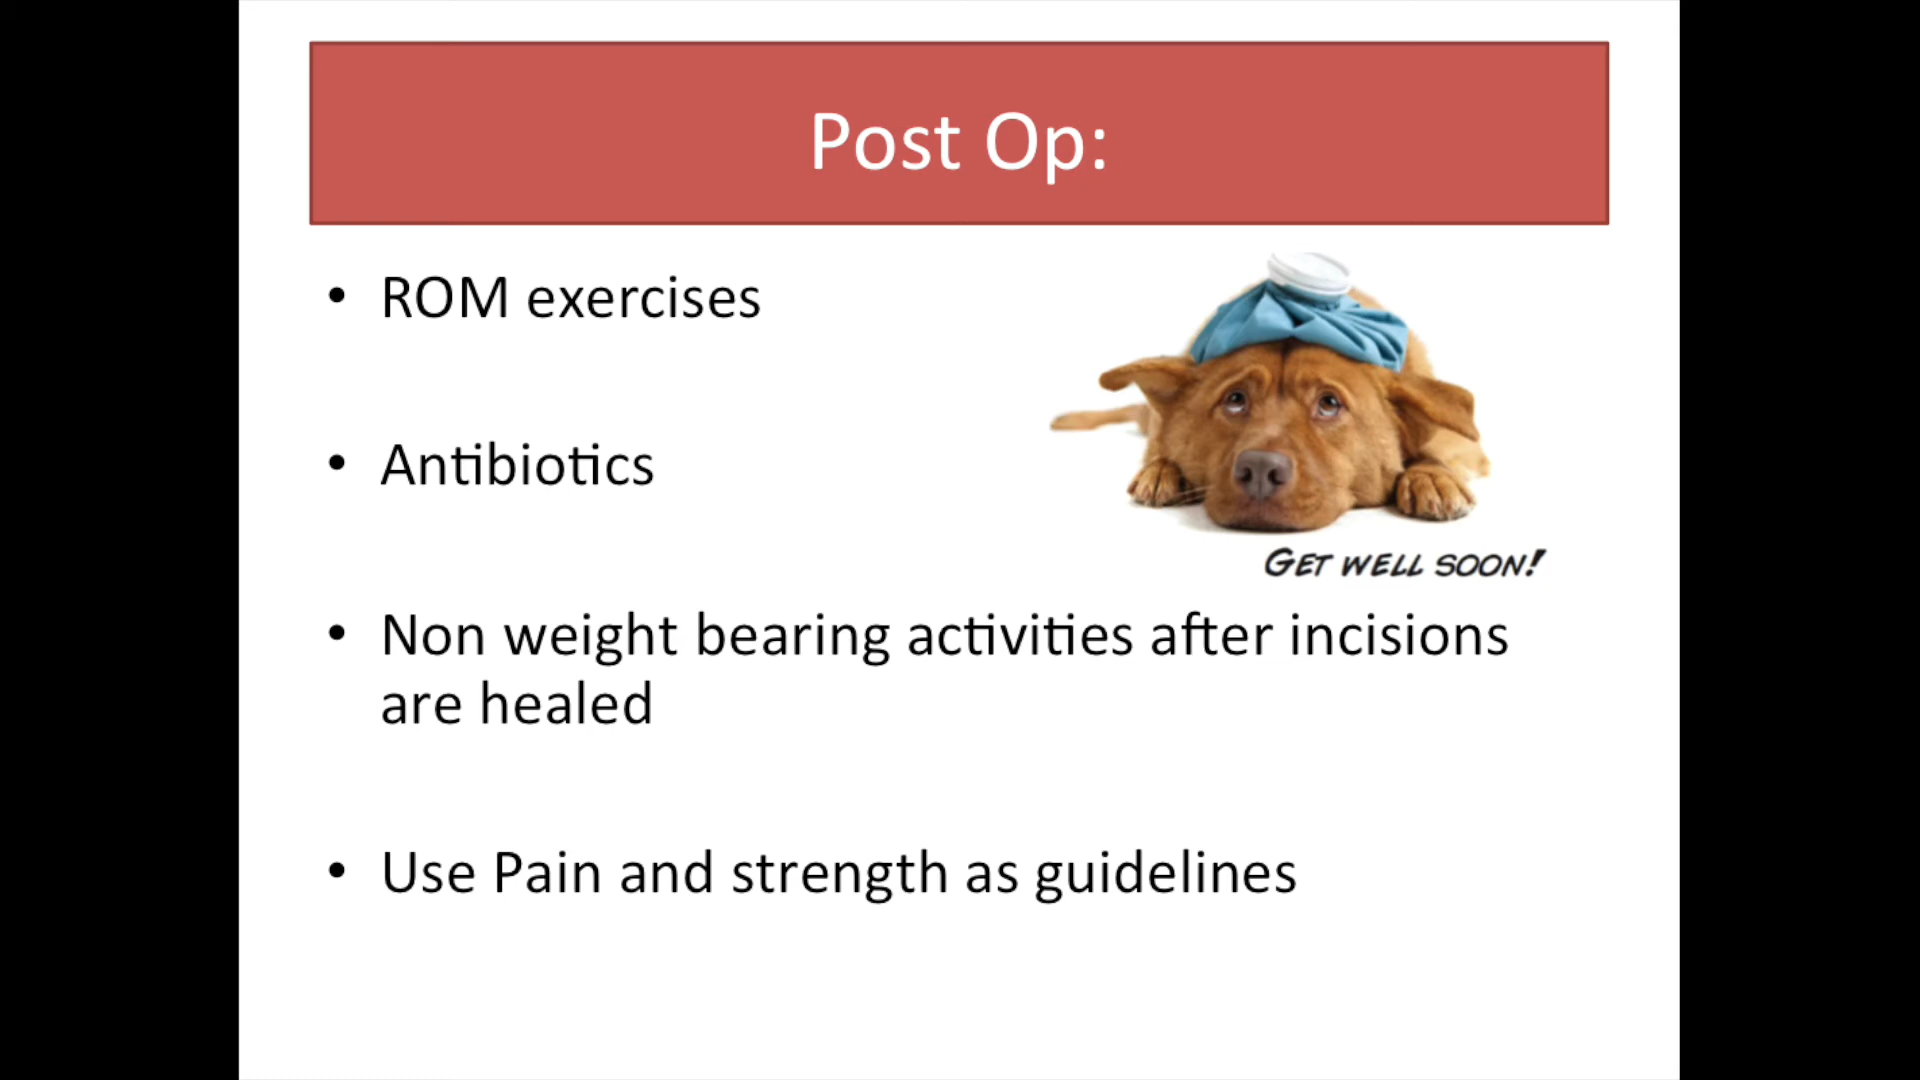 Post Op:
• ROM exercises
• Antibiotics
GET WELL SOON!
• Non weight bearing activities after incisions
are healed
• Use Pain and strength as guidelines